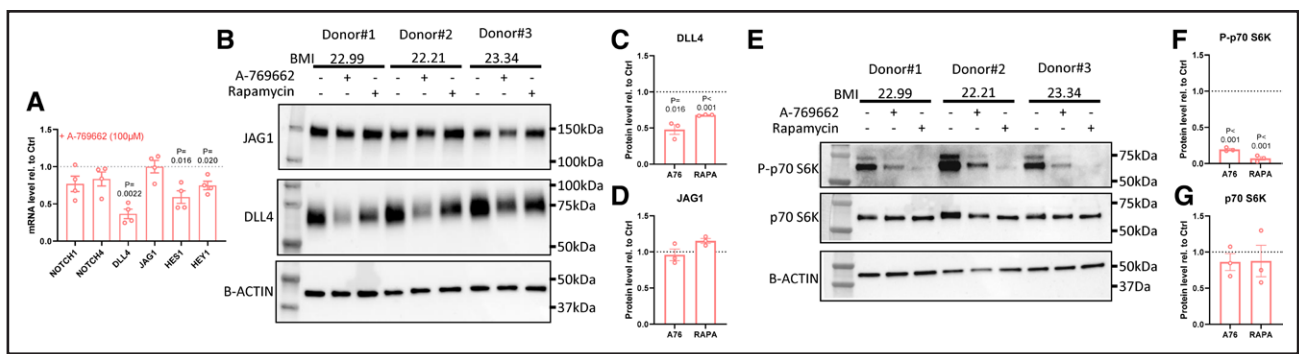 A
+ A-769662 (100μM)
mRNA level rel. to Ctrl
1.5
1.0
0.5
0.0
P=
0.0022
P=
0.016
P=
0.020
NOTCH1
NOTCH4
DLL4
JAG1
HES1
HEY1
B
Donor#1 Donor#2 Donor#3
BMI 22.99 22.21 23.34
A-769662 - + - - + - - + -
Rapamycin - - + - - + - - +
JAG1
150kDa
100kDa
DLL4
100kDa
75kDa
50kDa
B-ACTIN
50kDa
37kDa
C
DLL4
Protein level rel. to Ctrl
1.5
1.0
0.5
0.0
P=
0.016
P<
0.001
A76 RAPA
D
JAG1
Protein level rel. to Ctrl
1.5
1.0
0.5
0.0
A76 RAPA
E
Donor#1 Donor#2 Donor#3
BMI 22.99 22.21 23.34
A-769662 - + - - + - - + -
Rapamycin - - + - - + - - +
P-p70 S6K
75kDa
50kDa
p70 S6K
75kDa
50kDa
B-ACTIN
50kDa
37Da
F
P-p70 S6K
Protein level rel. to Ctrl
1.5
1.0
0.5
0.0
P<
0.001
P<
0.001
A76 RAPA
G
p70 S6K
Protein level rel. to Ctrl
1.5
1.0
0.5
0.0
A76 RAPA